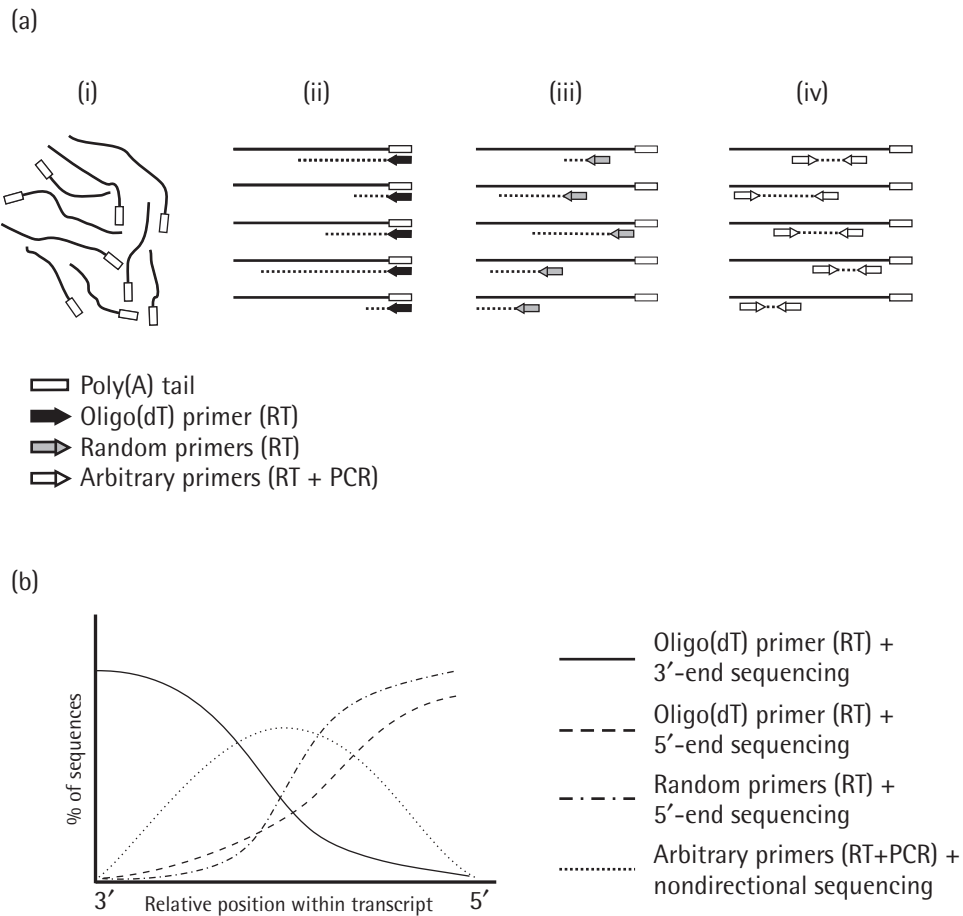 (a)
(i)
(ii)
(iii)
(iv)
Poly(A) tail
Oligo(dT) primer (RT)
Random primers (RT)
Arbitrary primers (RT + PCR)
(b)
% of sequences
3′
Relative position within transcript
5′
Oligo(dT) primer (RT) +
3′-end sequencing
Oligo(dT) primer (RT) +
5′-end sequencing
Random primers (RT) +
5′-end sequencing
Arbitrary primers (RT+PCR) +
nondirectional sequencing